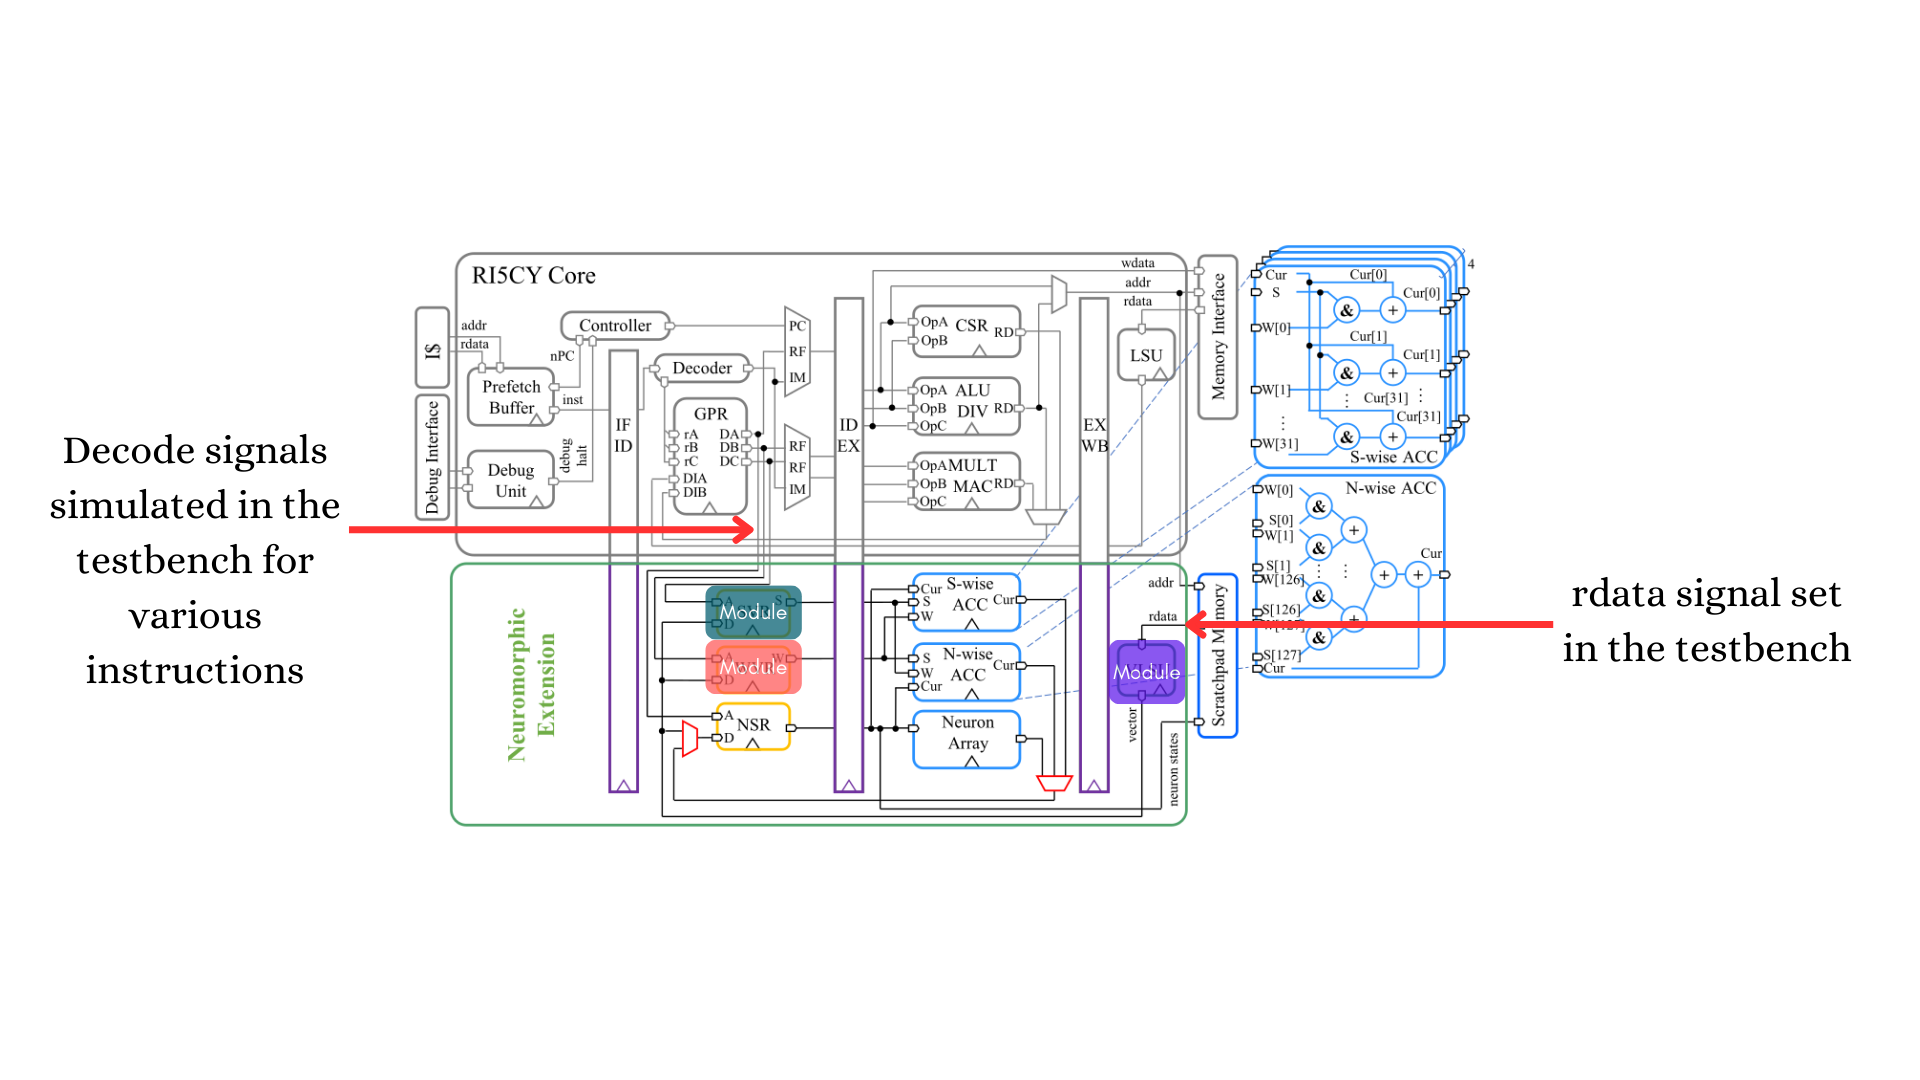 RI5CY Core
wdata
addr
rdata
Memory Interface
I$
addr
rdata
Controller
nPC
Prefetch
Buffer
inst
Decoder
Debug Interface
Debug
Unit
debug
halt
IF
ID
GPR
rA
rB
rC
DIA
DIB
DA
DB
DC
PC
RF
IM
RF
RF
IM
ID
EX
OpA
OpB
CSR
RD
OpA
OpB
OpC
ALU
DIV
RD
OpA
OpB
OpC
MULT
MAC
RD
EX
WB
LSU
Cur
S
W[0]
W[1]
W[31]
Cur[0]
Cur[0]
&
+
Cur[1]
Cur[1]
&
+
Cur[31]
Cur[31]
&
+
S-wise ACC
4
N-wise ACC
W[0]
S[0]
W[1]
S[1]
W[126]
S[126]
W[127]
S[127]
Cur
&
&
&
&
+
+
+
+
Cur
Decode signals
simulated in the
testbench for
various
instructions
Neuromorphic
Extension
Module
A
D
S
Module
A
D
W
NSR
A
D
S-wise
ACC
Cur
S
W
Cur
N-wise
ACC
S
W
Cur
Cur
Neuron
Array
addr
rdata
Module
vector
neuron states
Scratchpad Memory
rdata signal set
in the testbench